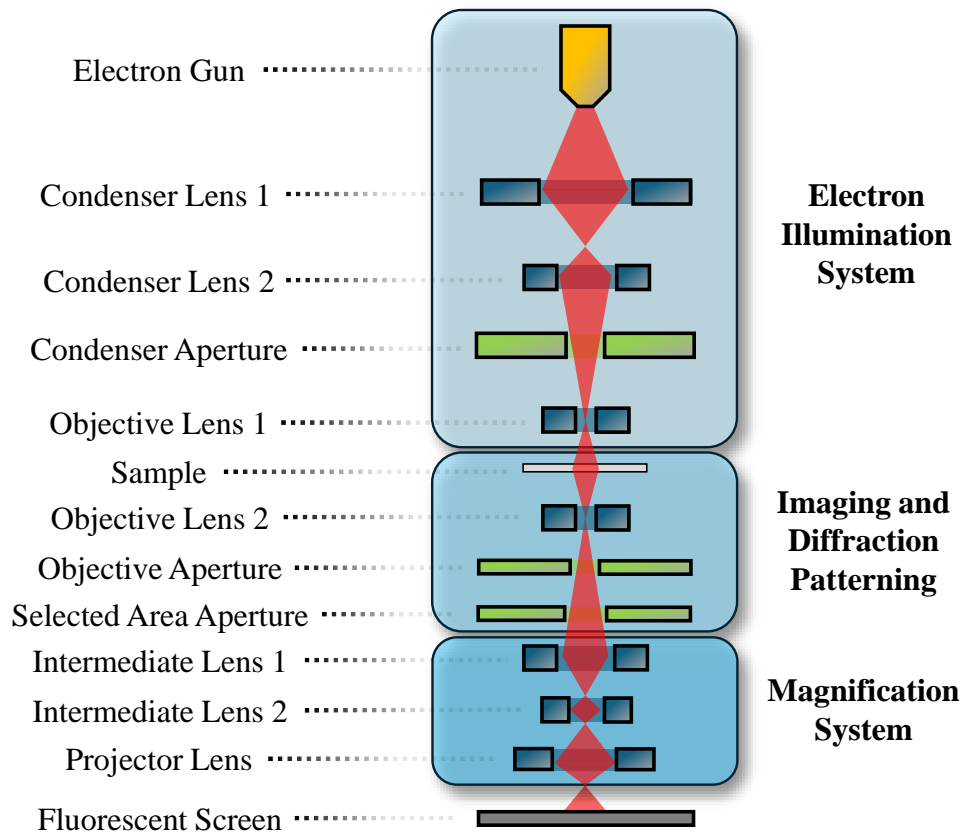 Electron Gun
Condenser Lens 1
Condenser Lens 2
Condenser Aperture
Objective Lens 1
Sample
Objective Lens 2
Objective Aperture
Selected Area Aperture
Intermediate Lens 1
Intermediate Lens 2
Projector Lens
Fluorescent Screen
Electron
Illumination
System
Imaging and
Diffraction
Patterning
Magnification
System